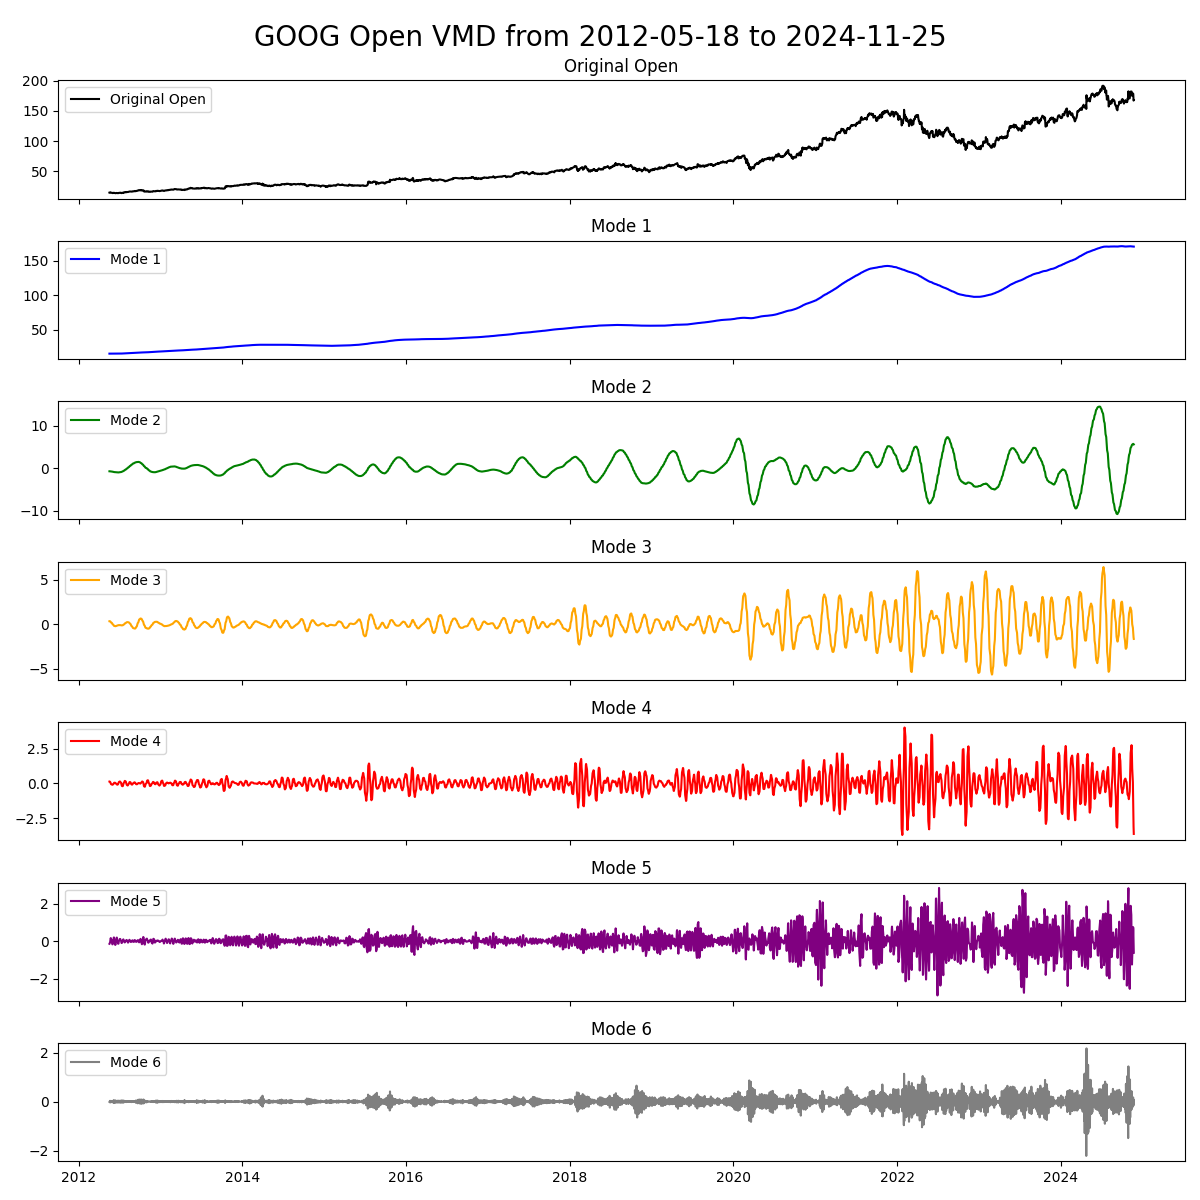 GOOG Open VMD from 2012-05-18 to 2024-11-25
Original Open
Original Open
200
150
100
50
Mode 1
Mode 1
150
100
50
Mode 2
Mode 2
10
0
−10
Mode 3
Mode 3
5
0
−5
Mode 4
Mode 4
2.5
0.0
−2.5
Mode 5
Mode 5
2
0
−2
Mode 6
Mode 6
2
0
−2
2012 2014 2016 2018 2020 2022 2024